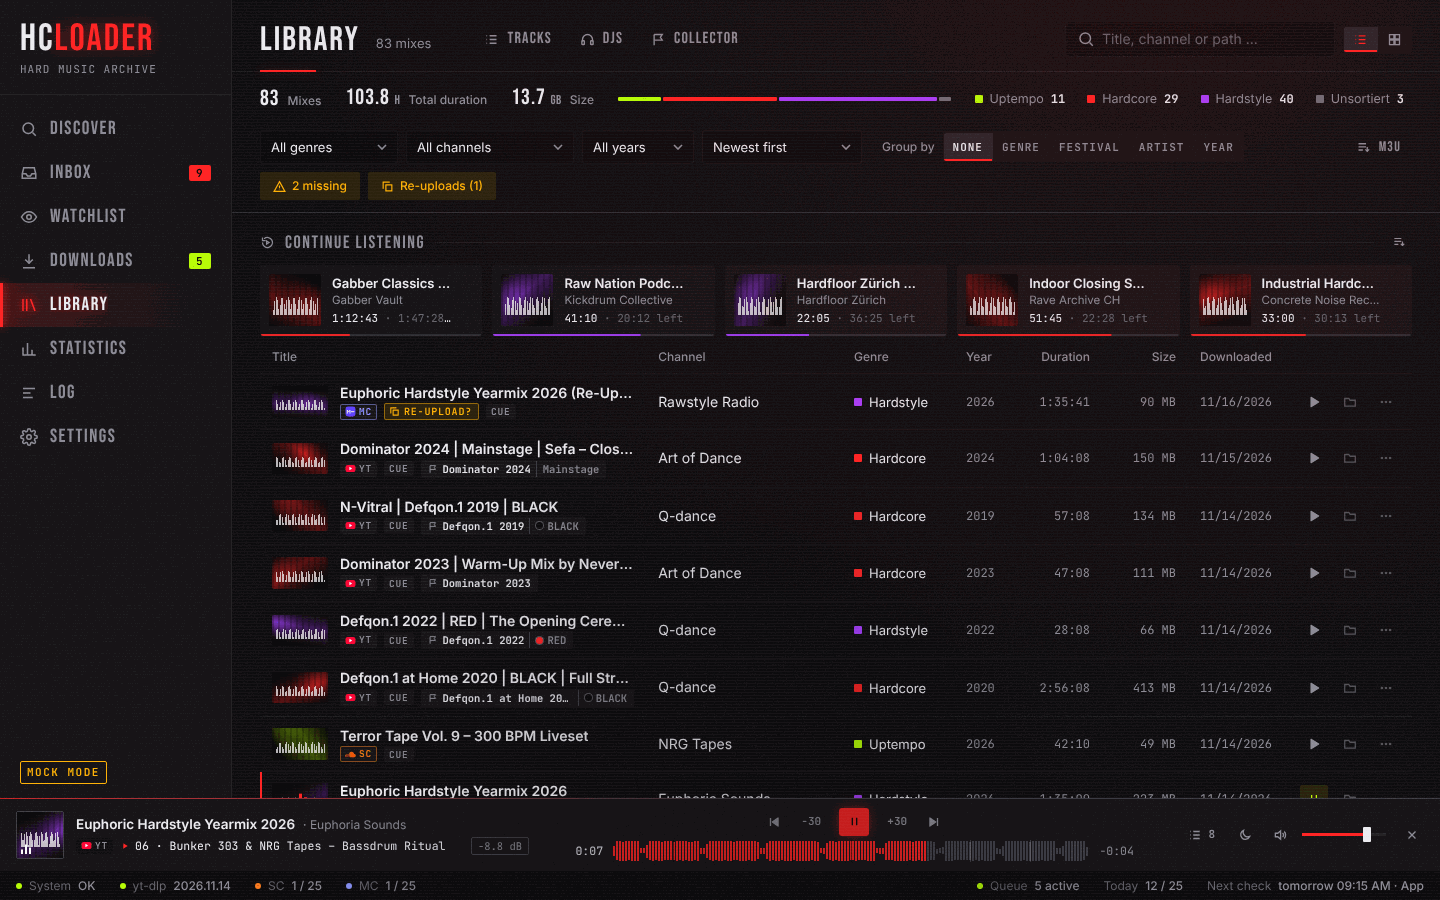 HCLOADER
HARD MUSIC ARCHIVE
DISCOVER
INBOX 9
WATCHLIST
DOWNLOADS 5
LIBRARY
STATISTICS
LOG
SETTINGS
MOCK MODE
LIBRARY 83 mixes TRACKS DJS COLLECTOR Title, channel or path ...
83 Mixes 103.8 H Total duration 13.7 GB Size Uptempo 11 Hardcore 29 Hardstyle 40 Unsortiert 3
All genres All channels All years Newest first Group by NONE GENRE FESTIVAL ARTIST YEAR M3U
2 missing Re-uploads (1)
CONTINUE LISTENING
Gabber Classics ...
Gabber Vault
1:12:43 · 1:47:28…
Raw Nation Podc...
Kickdrum Collective
41:10 · 20:12 left
Hardfloor Zürich ...
Hardfloor Zürich
22:05 · 36:25 left
Indoor Closing S...
Rave Archive CH
51:45 · 22:28 left
Industrial Hardc...
Concrete Noise Rec...
33:00 · 30:13 left
Title Channel Genre Year Duration Size Downloaded
Euphoric Hardstyle Yearmix 2026 (Re-Up... Rawstyle Radio Hardstyle 2026 1:35:41 90 MB 11/16/2026
MC RE-UPLOAD? CUE
Dominator 2024 | Mainstage | Sefa – Clos... Art of Dance Hardcore 2024 1:04:08 150 MB 11/15/2026
YT CUE Dominator 2024 Mainstage
N-Vitral | Defqon.1 2019 | BLACK Q-dance Hardcore 2019 57:08 134 MB 11/14/2026
YT CUE Defqon.1 2019 BLACK
Dominator 2023 | Warm-Up Mix by Never... Art of Dance Hardcore 2023 47:08 111 MB 11/14/2026
YT CUE Dominator 2023
Defqon.1 2022 | RED | The Opening Cere... Q-dance Hardstyle 2022 28:08 66 MB 11/14/2026
YT CUE Defqon.1 2022 RED
Defqon.1 at Home 2020 | BLACK | Full Str... Q-dance Hardcore 2020 2:56:08 413 MB 11/14/2026
YT CUE Defqon.1 at Home 20… BLACK
Terror Tape Vol. 9 – 300 BPM Liveset NRG Tapes Uptempo 2026 42:10 49 MB 11/14/2026
SC CUE
Euphoric Hardstyle Yearmix 2026 Euphoria Sounds Hardstyle 2026 1:35:00 223 MB 11/14/2026
Euphoric Hardstyle Yearmix 2026 · Euphoria Sounds
YT 06 · Bunker 303 & NRG Tapes – Bassdrum Ritual -8.8 dB
-30 +30
0:07 -0:04
8
System OK yt-dlp 2026.11.14 SC 1 / 25 MC 1 / 25 Queue 5 active Today 12 / 25 Next check tomorrow 09:15 AM · App